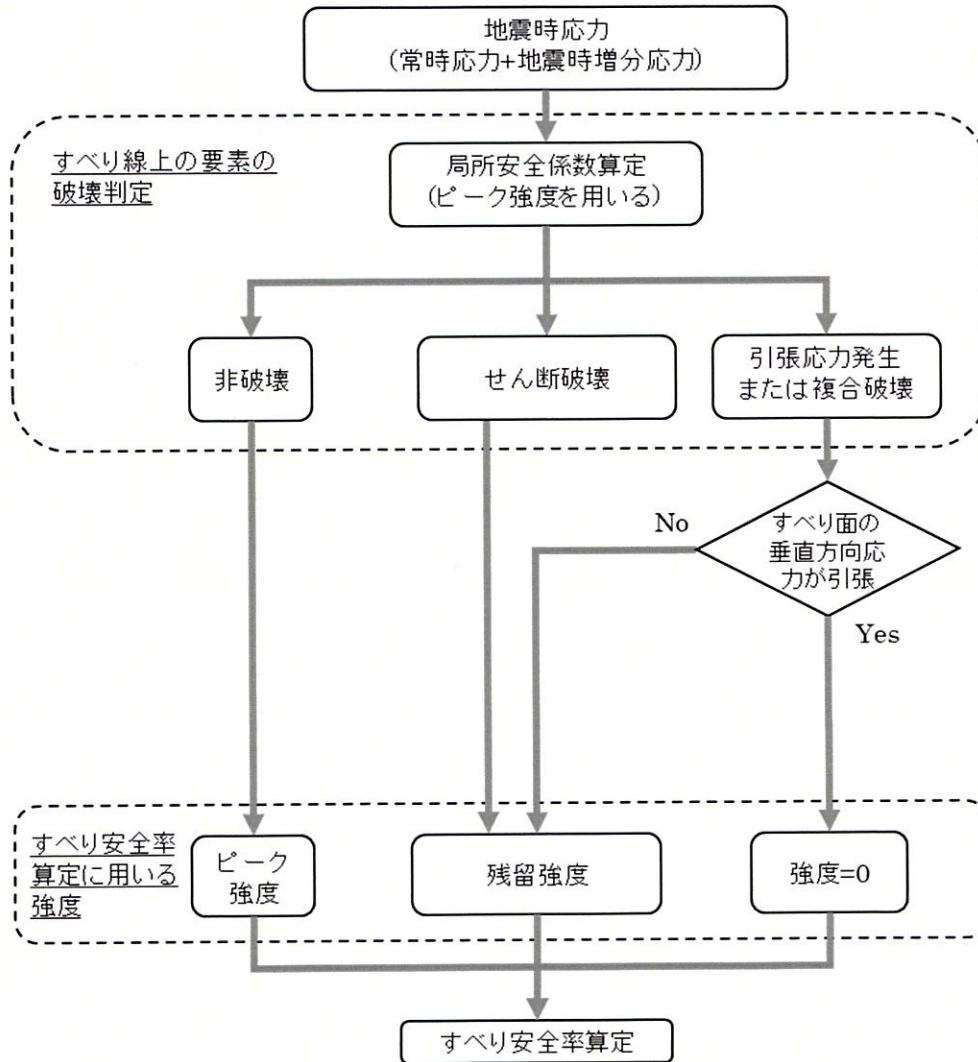 地震時応力
(常時応力+地震時増分応力)
すべり線上の要素の
破壊判定
局所安全係数算定
(ピーク強度を用いる)
非破壊
せん断破壊
引張応力発生
または複合破壊
No
すべり面の
垂直方向応
力が引張
Yes
すべり安全率
算定に用いる
強度
ピーク
強度
残留強度
強度=0
すべり安全率算定